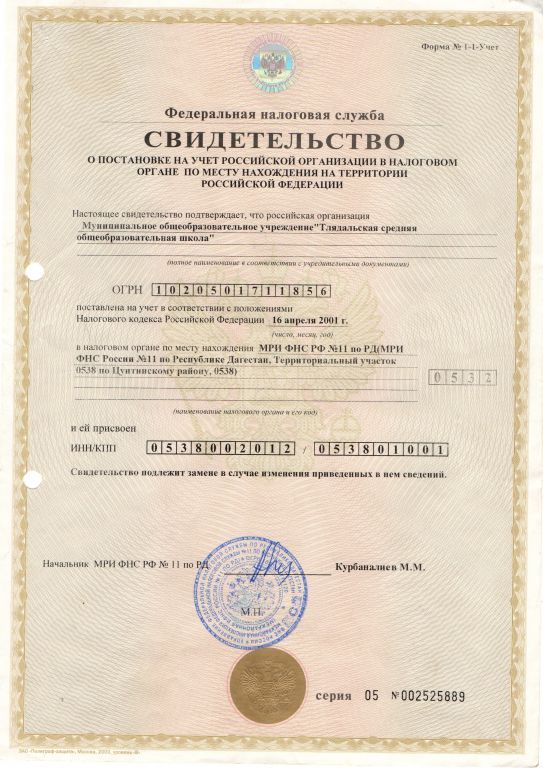 Форма № 1-1-Учет
Федеральная налоговая служба
СВИДЕТЕЛЬСТВО
О ПОСТАНОВКЕ НА УЧЕТ РОССИЙСКОЙ ОРГАНИЗАЦИИ В НАЛОГОВОМ
ОРГАНЕ ПО МЕСТУ НАХОЖДЕНИЯ НА ТЕРРИТОРИИ
РОССИЙСКОЙ ФЕДЕРАЦИИ
Настоящее свидетельство подтверждает, что российская организация
Муниципальное общеобразовательное учреждение"Тлядальская средняя
общеобразовательная школа"
(полное наименование в соответствии с учредительными документами)
ОГРН 1020501711856
поставлена на учет в соответствии с положениями
Налогового кодекса Российской Федерации 16 апреля 2001 г.
(число, месяц, год)
в налоговом органе по месту нахождения МРИ ФНС РФ №11 по РД(МРИ
ФНС России №11 по Республике Дагестан, Территориальный участок
0538 по Цунтинскому району, 0538)
0532
(наименование налогового органа и его код)
и ей присвоен
ИНН/КПП 0538002012 / 053801001
Свидетельство подлежит замене в случае изменения приведенных в нем сведений.
Начальник МРИ ФНС РФ № 11 по РД Курбаналиев М.М.
М.П.
серия 05 №002525889